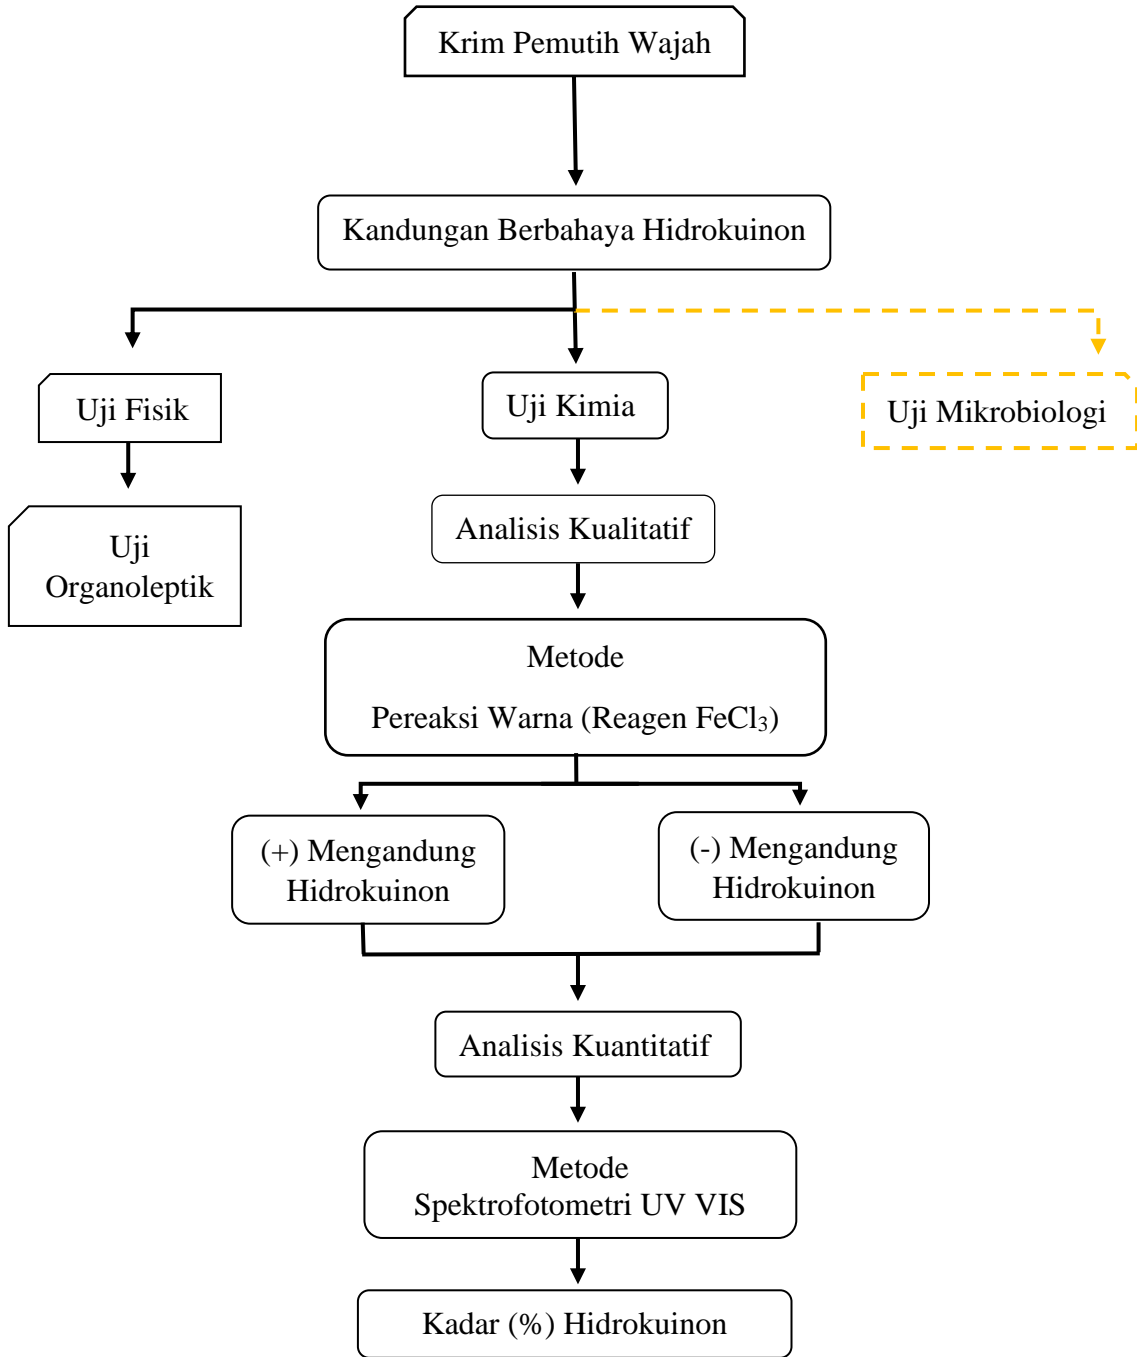 Krim Pemutih Wajah
Kandungan Berbahaya Hidrokuinon
Uji Fisik
Uji Kimia
Uji Mikrobiologi
Uji
Organoleptik
Analisis Kualitatif
Metode
Pereaksi Warna (Reagen FeCl₃)
(+) Mengandung
Hidrokuinon
(-) Mengandung
Hidrokuinon
Analisis Kuantitatif
Metode
Spektrofotometri UV VIS
Kadar (%) Hidrokuinon